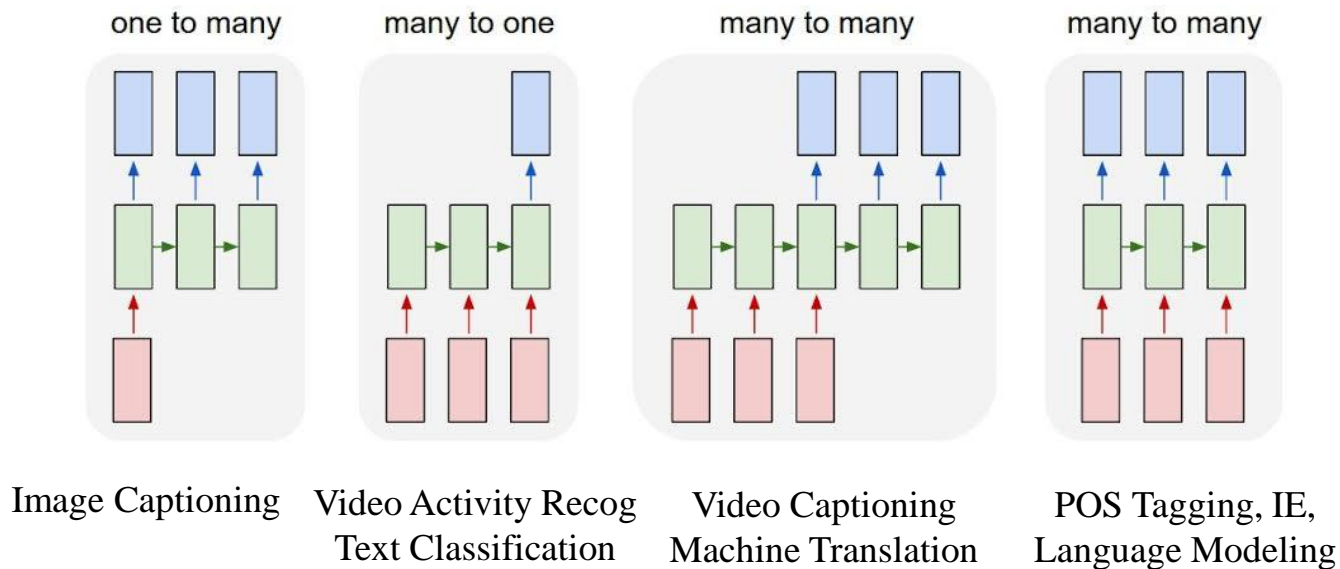 one to many
many to one
many to many
many to many
Image Captioning
Video Activity Recog
Text Classification
Video Captioning
Machine Translation
POS Tagging, IE,
Language Modeling